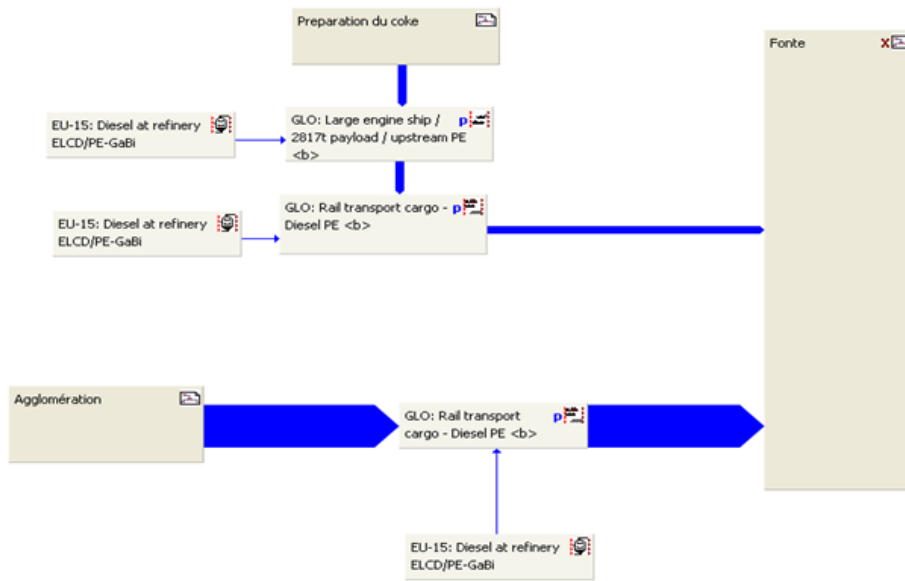 Preparation du coke
Fonte
X
EU-15: Diesel at refinery
ELCD/PE-GaBi
GLO: Large engine ship /
2817t payload / upstream PE
<b>
p
EU-15: Diesel at refinery
ELCD/PE-GaBi
GLO: Rail transport cargo -
Diesel PE <b>
p
Agglomération
GLO: Rail transport
cargo - Diesel PE <b>
p
EU-15: Diesel at refinery
ELCD/PE-GaBi